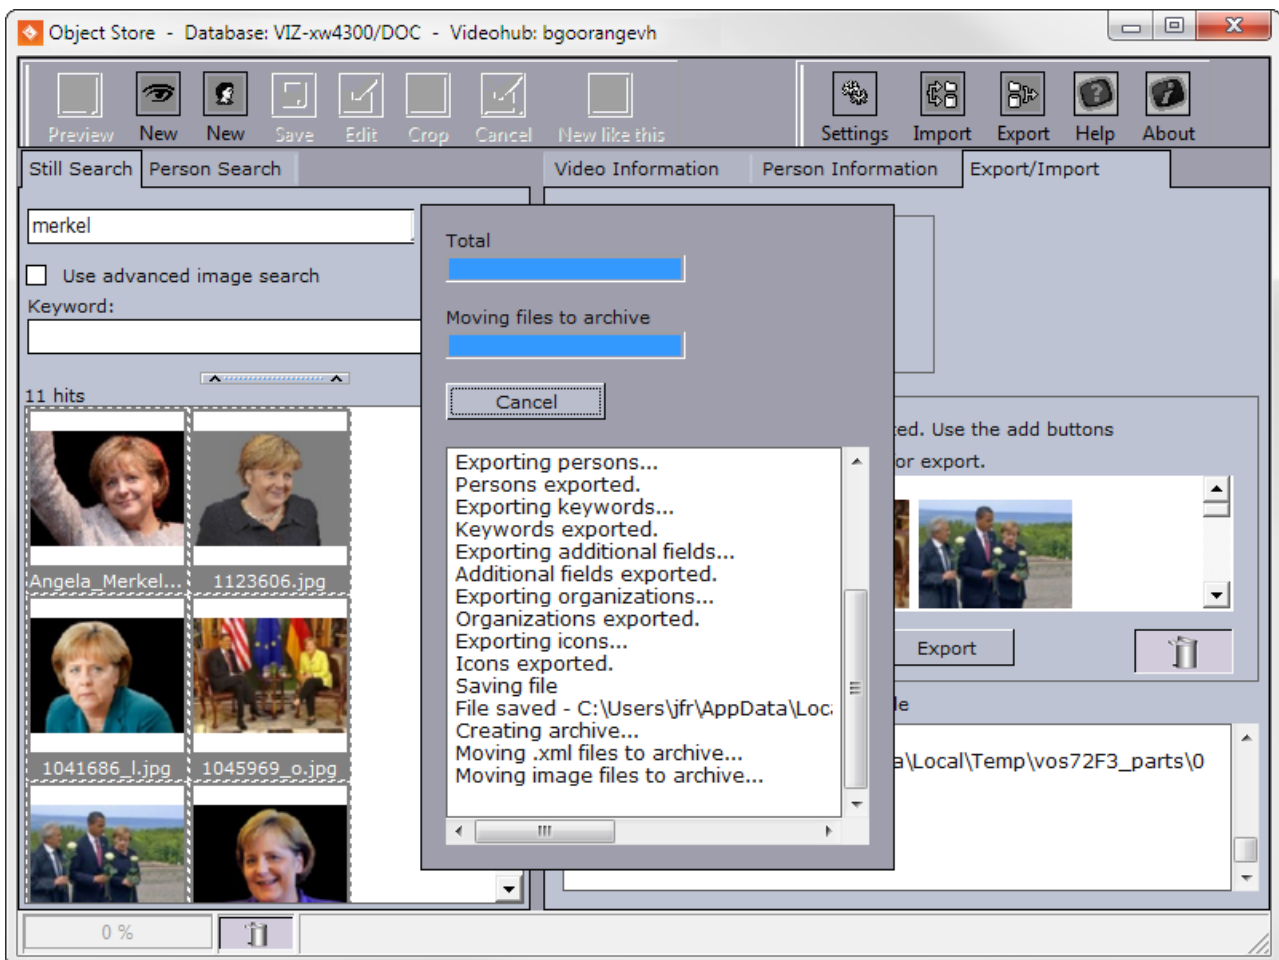 Object Store - Database: VIZ-xw4300/DOC - Videohub: bgoorangevh
Preview New New Save Edit Crop Cancel New like this Settings Import Export Help About
Still Search Person Search Video Information Person Information Export/Import
merkel
Use advanced image search
Keyword:
11 hits
Angela_Merkel... 1123606.jpg
1041686_l.jpg 1045969_o.jpg
Total
Moving files to archive
Cancel
Exporting persons...
Persons exported.
Exporting keywords...
Keywords exported.
Exporting additional fields...
Additional fields exported.
Exporting organizations...
Organizations exported.
Exporting icons...
Icons exported.
Saving file
File saved - C:\Users\jfr\AppData\Loc
Creating archive...
Moving .xml files to archive...
Moving image files to archive...
ed. Use the add buttons
or export.
Export
le
a\Local\Temp\vos72F3_parts\0
0 %